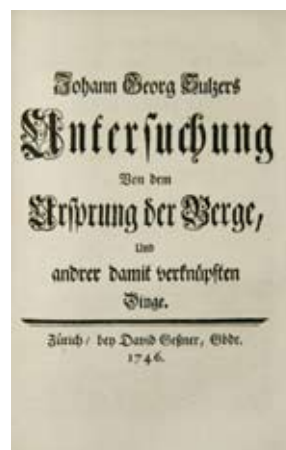 Johann Georg Sulzers
Untersuchung
Von dem
Ursprung der Berge,
Und
andrer damit verknüpften
Dinge.
Zürich / bey David Geßner, Gbdr.
1746.